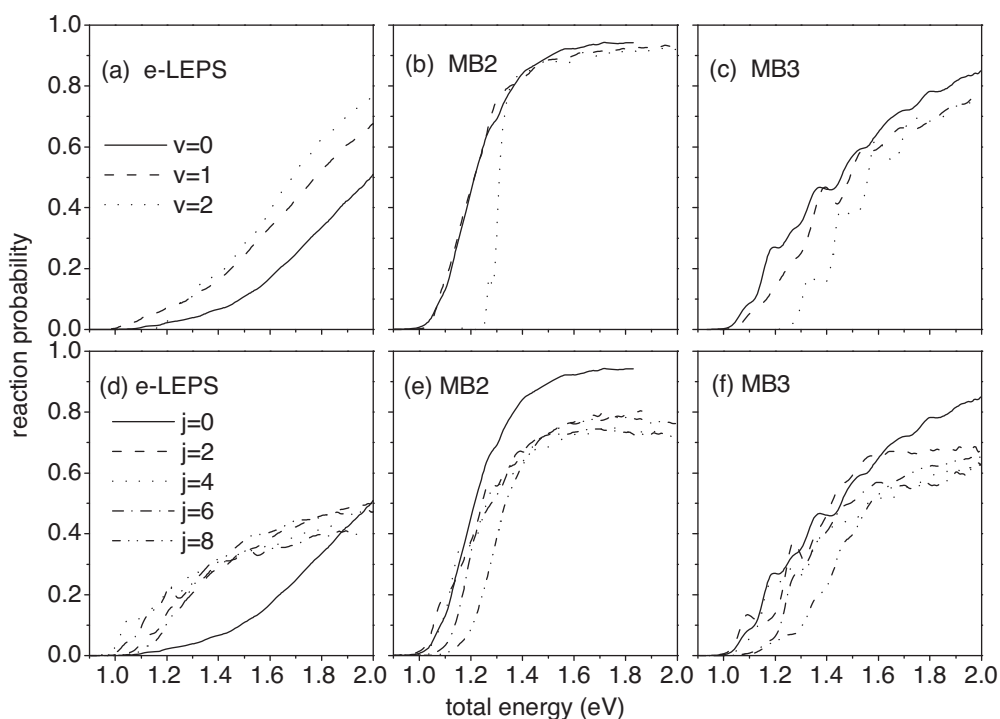 1.0
(a) e-LEPS
(b) MB2
(c) MB3
0.8
0.6
v=0
v=1
0.4
v=2
0.2
0.0
1.0
(d) e-LEPS
(e) MB2
(f) MB3
0.8
j=0
j=2
0.6
j=4
j=6
0.4
j=8
0.2
0.0
reaction probability
1.0 1.2 1.4 1.6 1.8 2.0
1.0 1.2 1.4 1.6 1.8 2.0
1.0 1.2 1.4 1.6 1.8 2.0
total energy (eV)